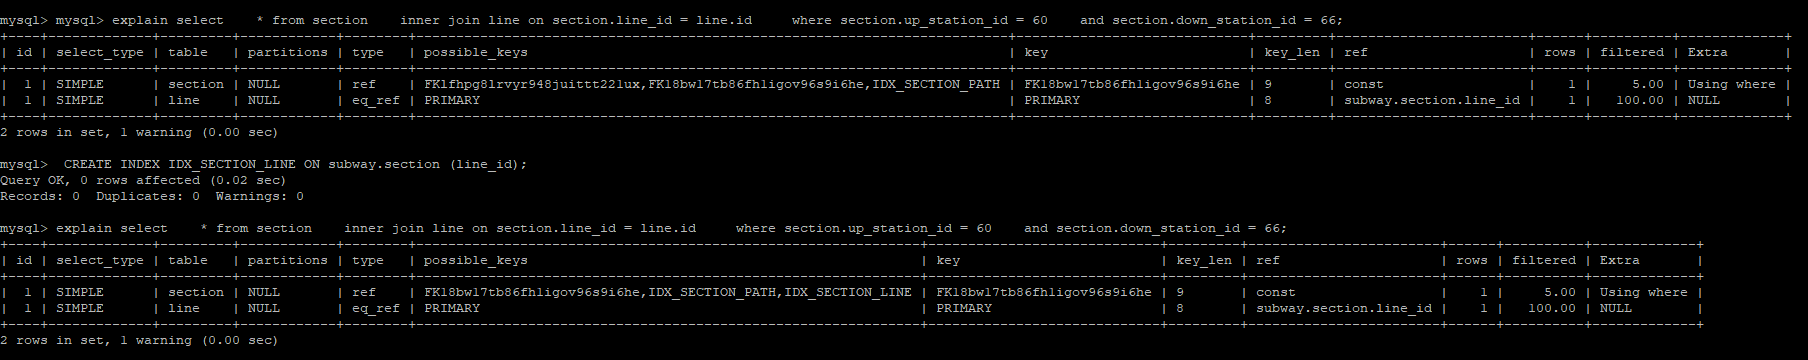 mysql> mysql> explain select    * from section    inner join line on section.line_id = line.id     where section.up_station_id = 60    and section.down_station_id = 66;
+----+-------------+---------+------------+--------+-------------------------------------------------------------------------+-----------------------------+---------+------------------------+------+----------+-------------+
| id | select_type | table   | partitions | type   | possible_keys                                                           | key                         | key_len | ref                    | rows | filtered | Extra       |
+----+-------------+---------+------------+--------+-------------------------------------------------------------------------+-----------------------------+---------+------------------------+------+----------+-------------+
|  1 | SIMPLE      | section | NULL       | ref    | FKlfhpg8lrvyr948juittt22lux,FK18bwl7tb86fhligov96s9i6he,IDX_SECTION_PATH | FK18bwl7tb86fhligov96s9i6he | 9       | const                  |    1 |     5.00 | Using where |
|  1 | SIMPLE      | line    | NULL       | eq_ref | PRIMARY                                                                 | PRIMARY                     | 8       | subway.section.line_id |    1 |   100.00 | NULL        |
+----+-------------+---------+------------+--------+-------------------------------------------------------------------------+-----------------------------+---------+------------------------+------+----------+-------------+
2 rows in set, 1 warning (0.00 sec)
mysql>  CREATE INDEX IDX_SECTION_LINE ON subway.section (line_id);
Query OK, 0 rows affected (0.02 sec)
Records: 0  Duplicates: 0  Warnings: 0
mysql> explain select    * from section    inner join line on section.line_id = line.id     where section.up_station_id = 60    and section.down_station_id = 66;
+----+-------------+---------+------------+--------+---------------------------------------------------------------+-----------------------------+---------+------------------------+------+----------+-------------+
| id | select_type | table   | partitions | type   | possible_keys                                                 | key                         | key_len | ref                    | rows | filtered | Extra       |
+----+-------------+---------+------------+--------+---------------------------------------------------------------+-----------------------------+---------+------------------------+------+----------+-------------+
|  1 | SIMPLE      | section | NULL       | ref    | FK18bwl7tb86fhligov96s9i6he,IDX_SECTION_PATH,IDX_SECTION_LINE | FK18bwl7tb86fhligov96s9i6he | 9       | const                  |    1 |     5.00 | Using where |
|  1 | SIMPLE      | line    | NULL       | eq_ref | PRIMARY                                                       | PRIMARY                     | 8       | subway.section.line_id |    1 |   100.00 | NULL        |
+----+-------------+---------+------------+--------+---------------------------------------------------------------+-----------------------------+---------+------------------------+------+----------+-------------+
2 rows in set, 1 warning (0.00 sec)